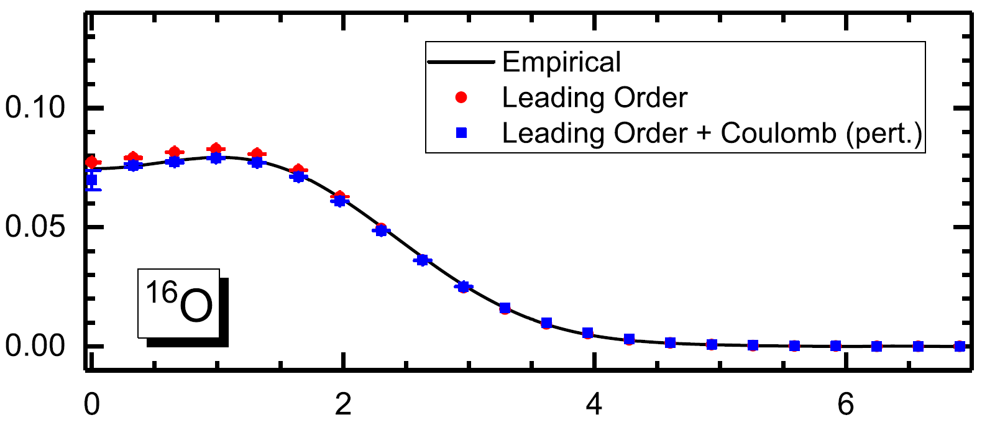 Empirical
Leading Order
Leading Order + Coulomb (pert.)
0.10
0.05
0.00
¹⁶O
0 2 4 6